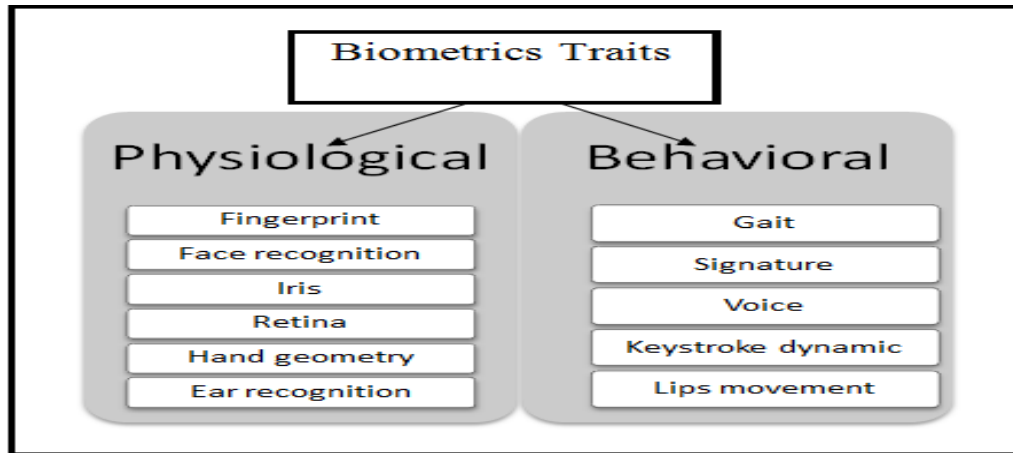 Biometrics Traits
Physiological
Fingerprint
Face recognition
Iris
Retina
Hand geometry
Ear recognition
Behavioral
Gait
Signature
Voice
Keystroke dynamic
Lips movement